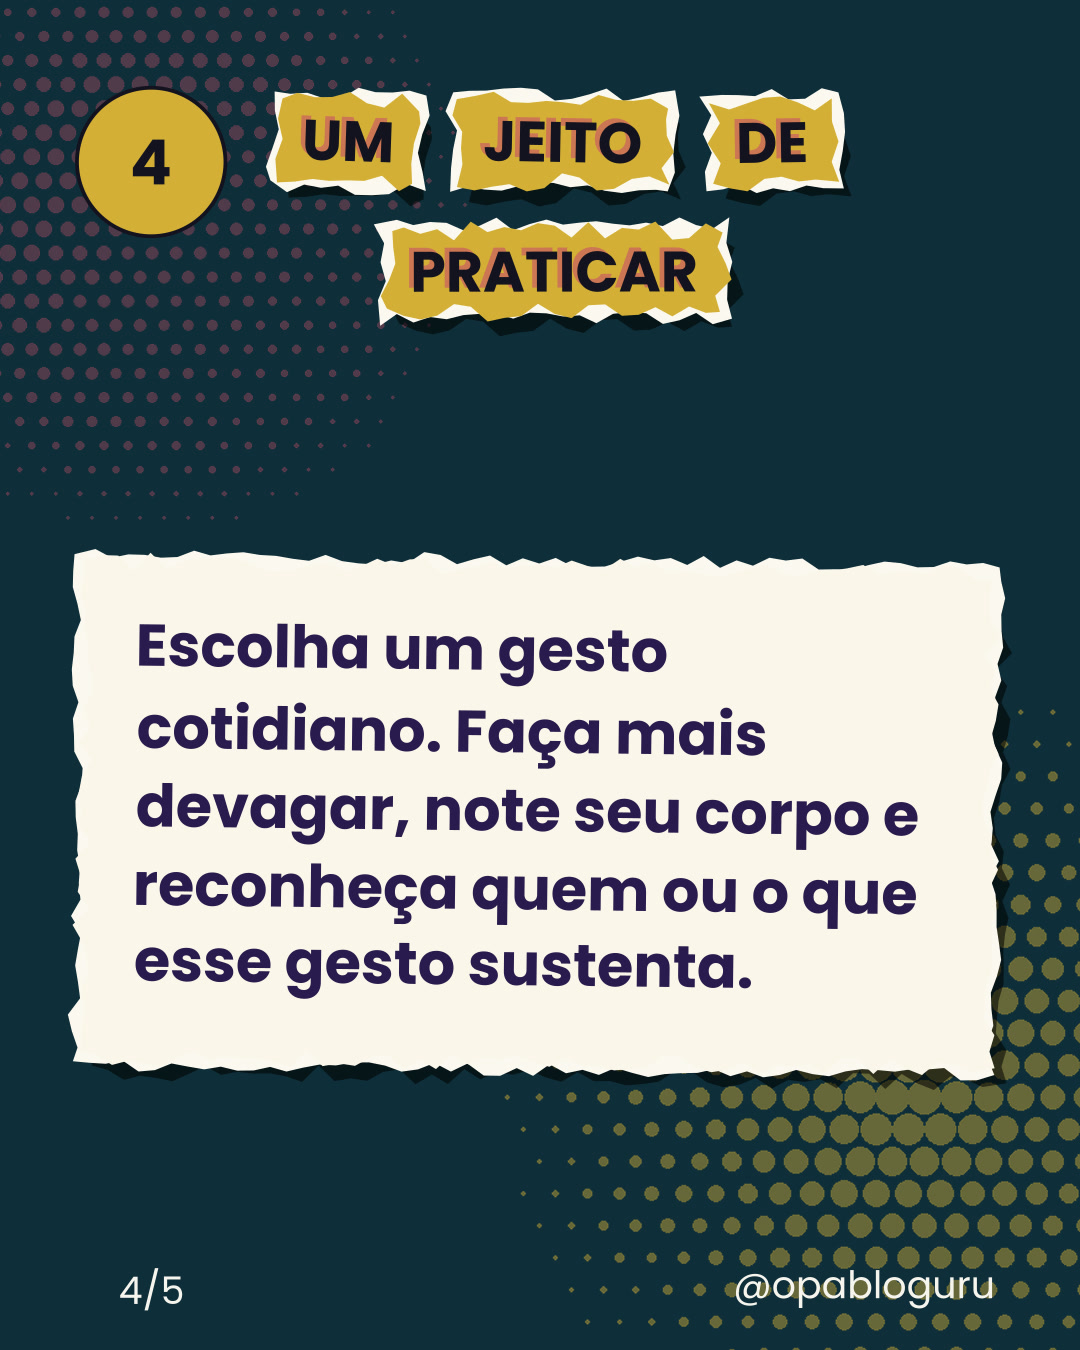 4
UM JEITO DE
PRATICAR
Escolha um gesto
cotidiano. Faça mais
devagar, note seu corpo e
reconheça quem ou o que
esse gesto sustenta.
4/5
@opabloguru